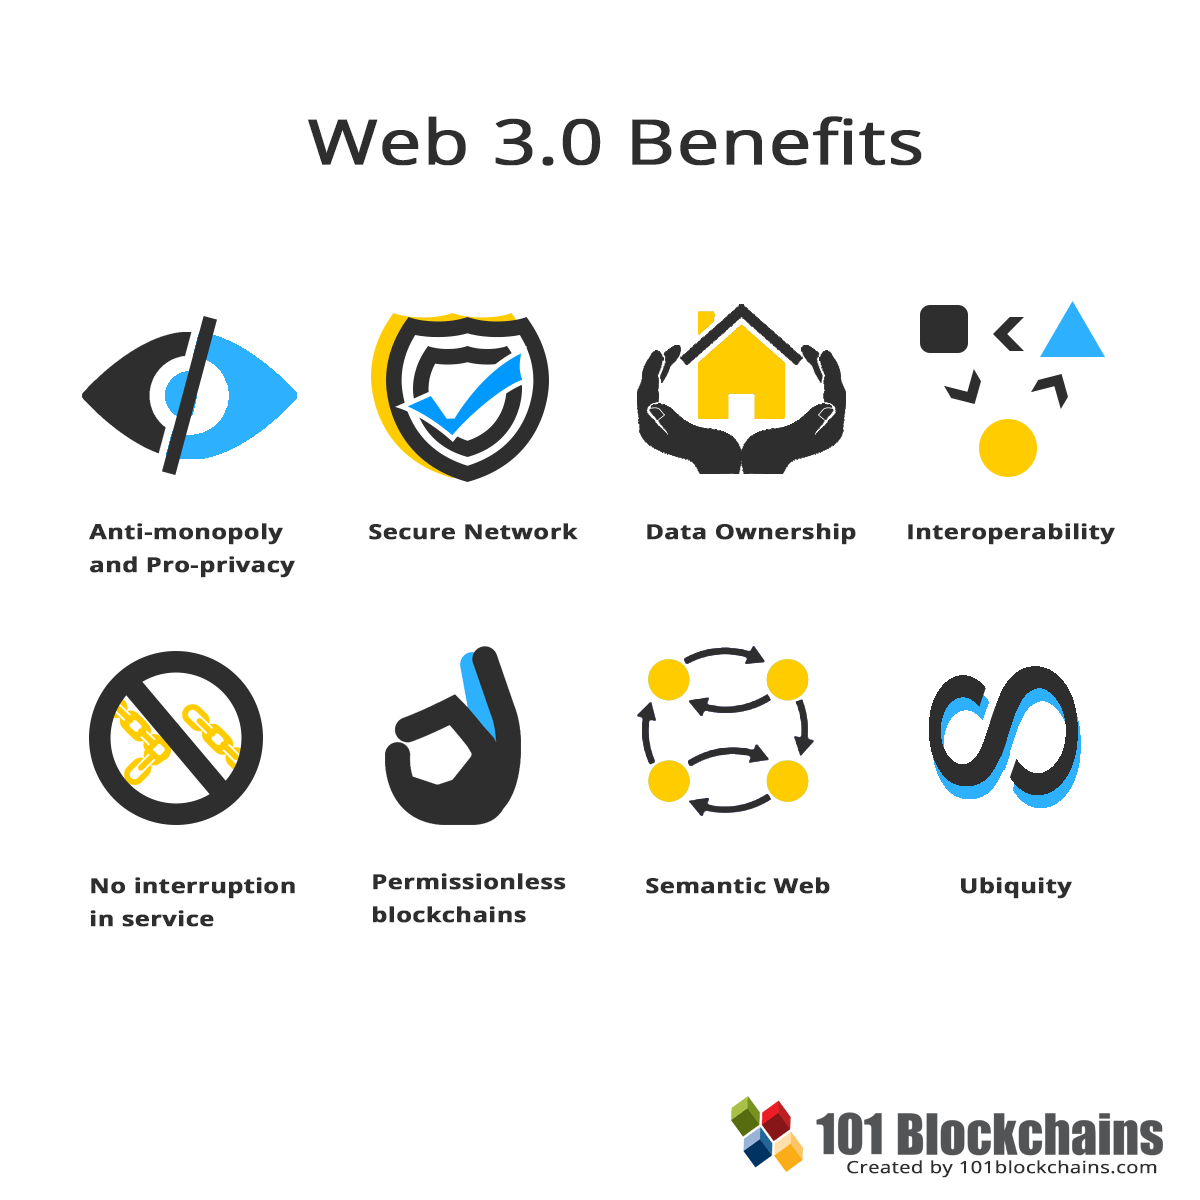 Web 3.0 Benefits
Anti-monopoly
and Pro-privacy
Secure Network
Data Ownership
Interoperability
No interruption
in service
Permissionless
blockchains
Semantic Web
Ubiquity
101 Blockchains
Created by 101blockchains.com